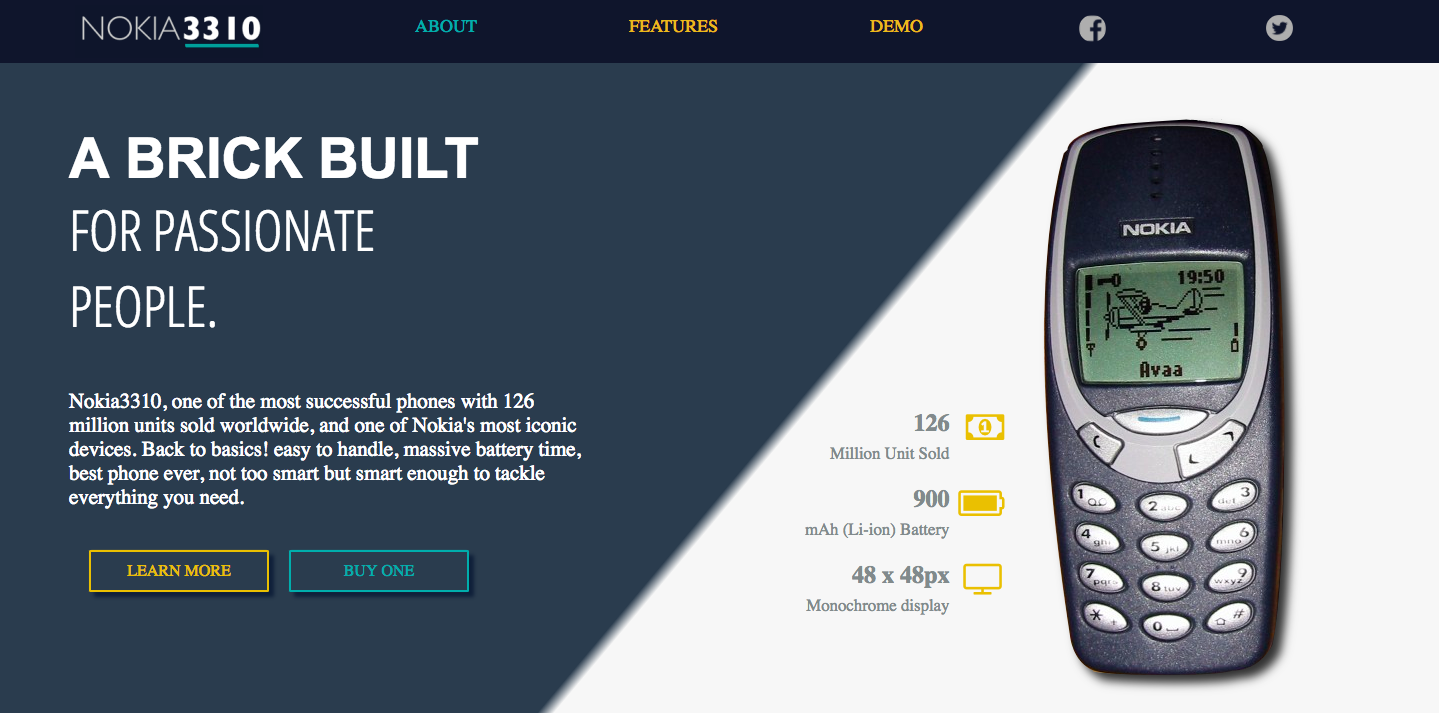 NOKIA3310
ABOUT
FEATURES
DEMO
A BRICK BUILT
FOR PASSIONATE
PEOPLE.
Nokia3310, one of the most successful phones with 126
million units sold worldwide, and one of Nokia's most iconic
devices. Back to basics! easy to handle, massive battery time,
best phone ever, not too smart but smart enough to tackle
everything you need.
LEARN MORE
BUY ONE
126
Million Unit Sold
900
mAh (Li-ion) Battery
48 x 48px
Monochrome display
NOKIA
19:50
Avaa
1
2 abc
3 def
4 ghi
5 jkl
6 mno
7 pqrs
8 tuv
9 wxyz
* +
0
#